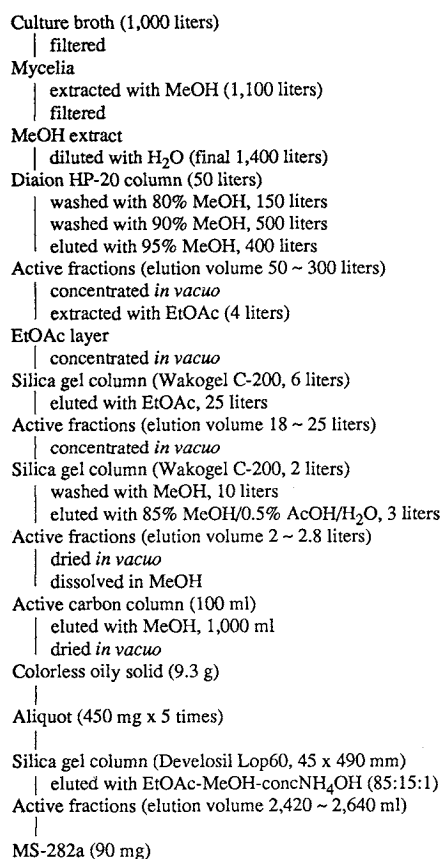 Culture broth (1,000 liters)
filtered
Mycelia
extracted with MeOH (1,100 liters)
filtered
MeOH extract
diluted with H₂O (final 1,400 liters)
Diaion HP-20 column (50 liters)
washed with 80% MeOH, 150 liters
washed with 90% MeOH, 500 liters
eluted with 95% MeOH, 400 liters
Active fractions (elution volume 50 ~ 300 liters)
concentrated in vacuo
extracted with EtOAc (4 liters)
EtOAc layer
concentrated in vacuo
Silica gel column (Wakogel C-200, 6 liters)
eluted with EtOAc, 25 liters
Active fractions (elution volume 18 ~ 25 liters)
concentrated in vacuo
Silica gel column (Wakogel C-200, 2 liters)
washed with MeOH, 10 liters
eluted with 85% MeOH/0.5% AcOH/H₂O, 3 liters
Active fractions (elution volume 2 ~ 2.8 liters)
dried in vacuo
dissolved in MeOH
Active carbon column (100 ml)
eluted with MeOH, 1,000 ml
dried in vacuo
Colorless oily solid (9.3 g)
Aliquot (450 mg x 5 times)
Silica gel column (Develosil Lop60, 45 x 490 mm)
eluted with EtOAc-MeOH-concNH₄OH (85:15:1)
Active fractions (elution volume 2,420 ~ 2,640 ml)
MS-282a (90 mg)